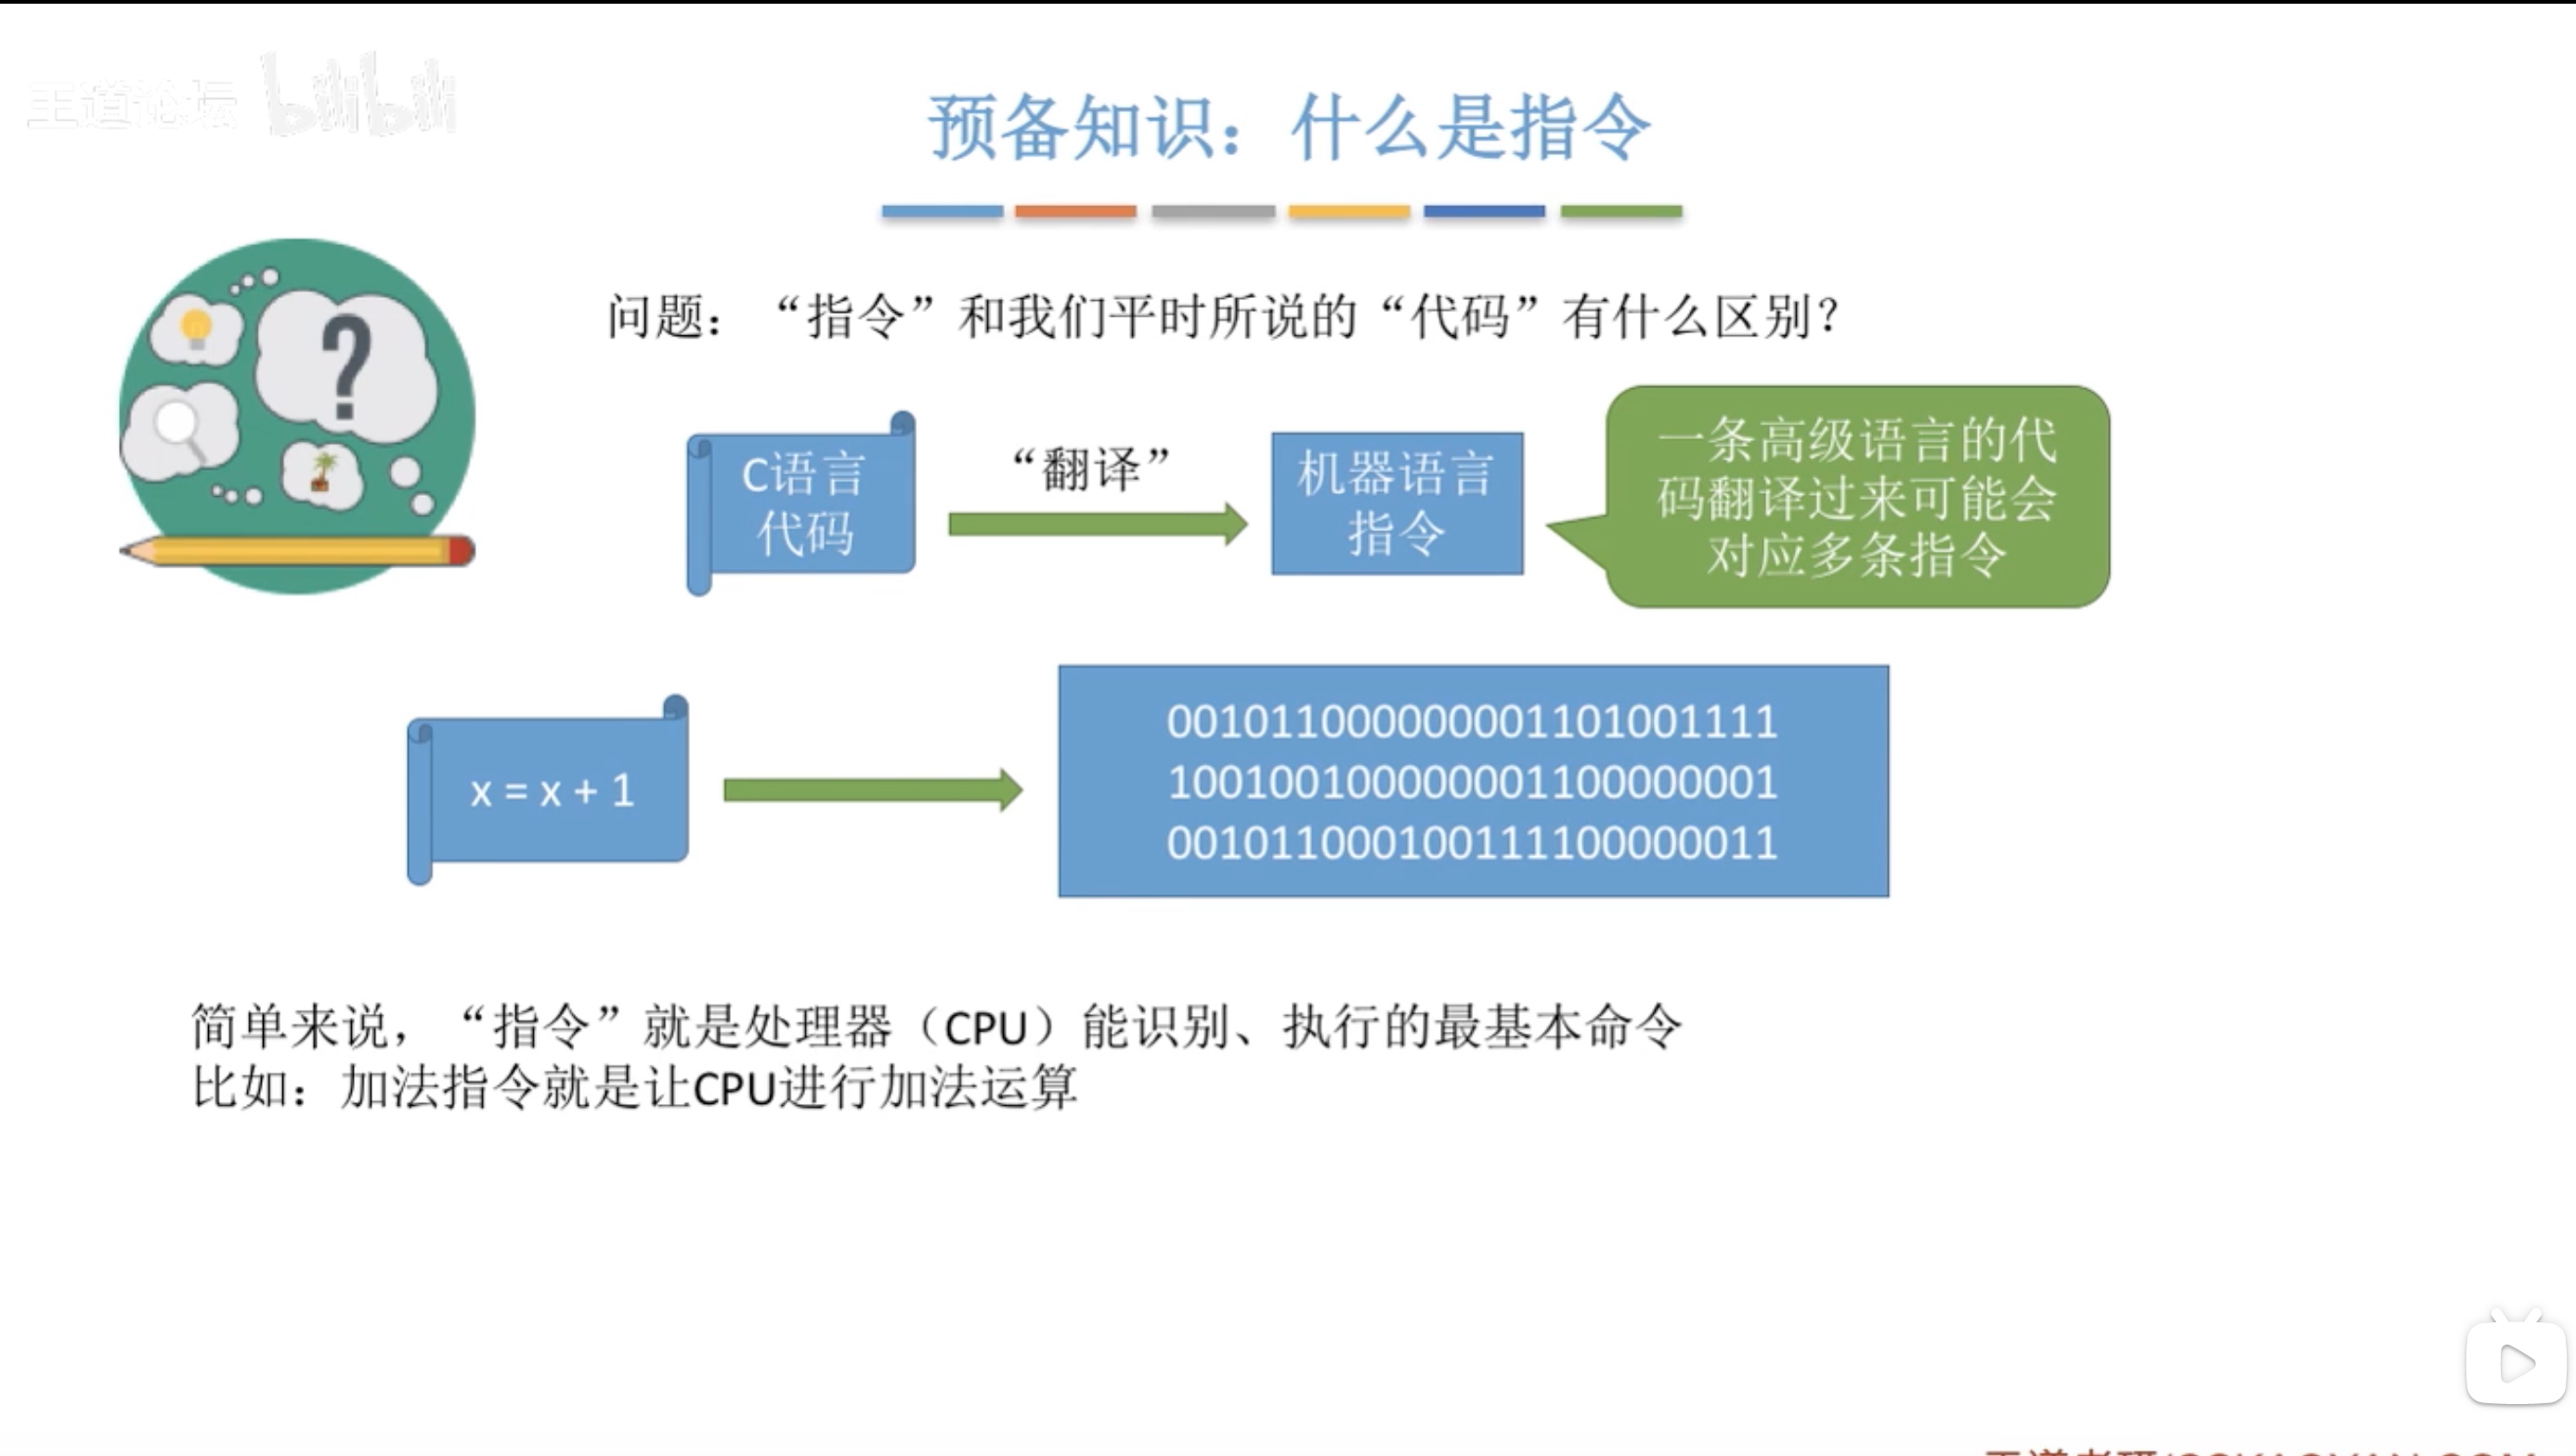 王道论坛 bilibili
预备知识：什么是指令
问题：“指令”和我们平时所说的“代码”有什么区别？
?
C语言
代码
“翻译”
机器语言
指令
一条高级语言的代
码翻译过来可能会
对应多条指令
x = x + 1
001011000000001101001111
100100100000001100000001
001011000100111100000011
简单来说，“指令”就是处理器（CPU）能识别、执行的最基本命令
比如：加法指令就是让CPU进行加法运算